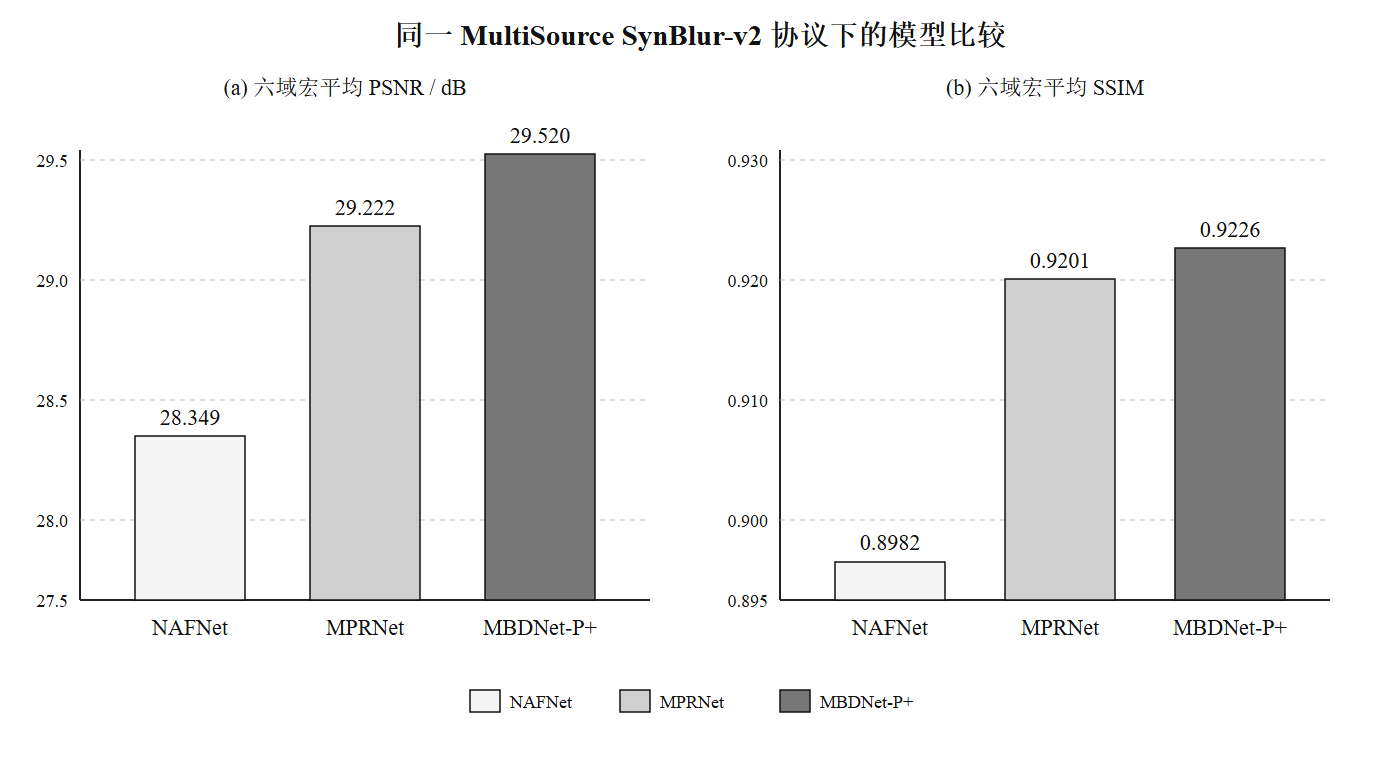 同一 MultiSource SynBlur-v2 协议下的模型比较
(a) 六域宏平均 PSNR / dB
29.5
29.0
28.5
28.0
27.5
28.349
29.222
29.520
NAFNet
MPRNet
MBDNet-P+
(b) 六域宏平均 SSIM
0.930
0.920
0.910
0.900
0.895
0.8982
0.9201
0.9226
NAFNet
MPRNet
MBDNet-P+
NAFNet
MPRNet
MBDNet-P+